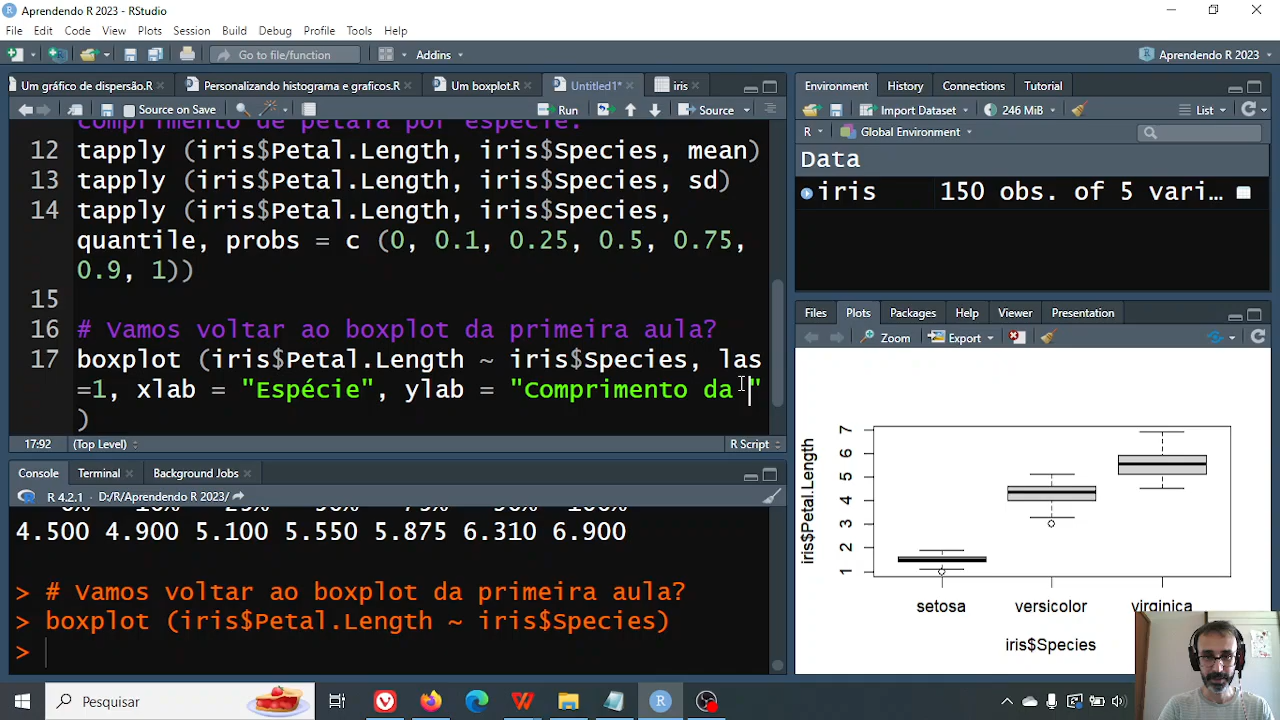 Aprendendo R 2023 - RStudio
File Edit Code View Plots Session Build Debug Profile Tools Help
Go to file/function Addins Aprendendo R 2023
Um gráfico de dispersão.R Personalizando histograma e graficos.R Um boxplot.R Untitled1* iris
Source on Save Run Source
comprimento de pétala por espécie.
12 tapply (iris$Petal.Length, iris$Species, mean)
13 tapply (iris$Petal.Length, iris$Species, sd)
14 tapply (iris$Petal.Length, iris$Species,
quantile, probs = c (0, 0.1, 0.25, 0.5, 0.75,
0.9, 1))
15
16 # Vamos voltar ao boxplot da primeira aula?
17 boxplot (iris$Petal.Length ~ iris$Species, las
=1, xlab = "Espécie", ylab = "Comprimento da "
)
17:92 (Top Level) R Script
Console Terminal Background Jobs
R 4.2.1 · D:/R/Aprendendo R 2023/
4.500 4.900 5.100 5.550 5.875 6.310 6.900
> # Vamos voltar ao boxplot da primeira aula?
> boxplot (iris$Petal.Length ~ iris$Species)
>
Environment History Connections Tutorial
Import Dataset 246 MiB List
R Global Environment
Data
iris 150 obs. of 5 vari…
Files Plots Packages Help Viewer Presentation
Zoom Export
iris$Petal.Length
7
6
5
4
3
2
1
setosa versicolor virginica
iris$Species
Pesquisar